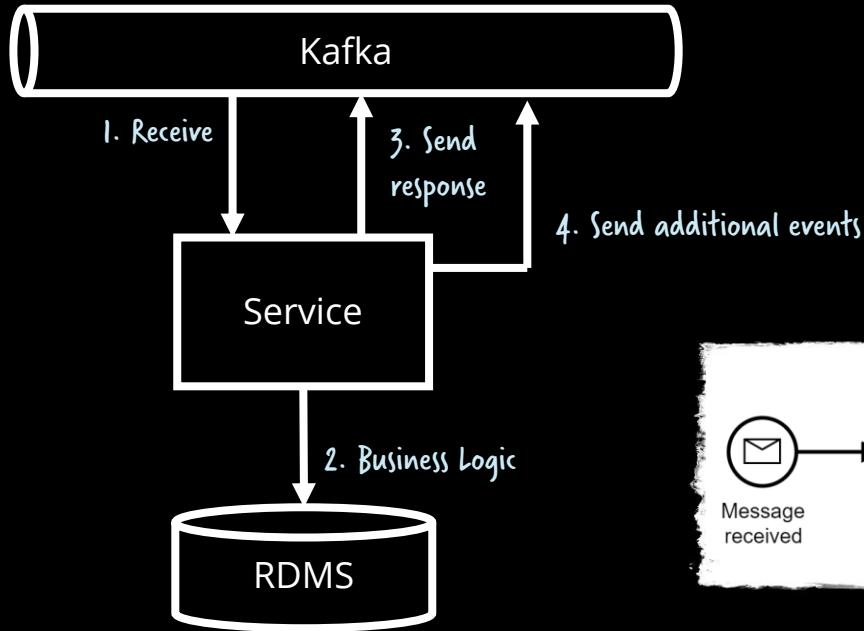 Kafka
1. Receive
3. Send
response
4. Send additional events
Service
2. Business Logic
Message
received
RDMS